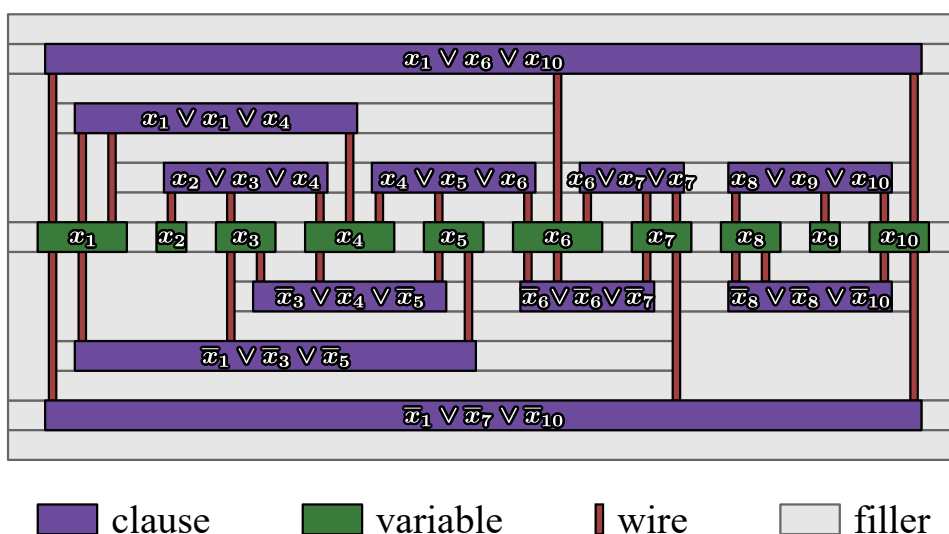 x₁ ∨ x₆ ∨ x₁₀
x₁ ∨ x₁ ∨ x₄
x₂ ∨ x₃ ∨ x₄ x₄ ∨ x₅ ∨ x₆ x₆ ∨ x₇ ∨ x₇ x₈ ∨ x₉ ∨ x₁₀
x₁ x₂ x₃ x₄ x₅ x₆ x₇ x₈ x₉ x₁₀
x̅₃ ∨ x̅₄ ∨ x̅₅ x̅₆ ∨ x̅₆ ∨ x̅₇ x̅₈ ∨ x̅₈ ∨ x̅₁₀
x̅₁ ∨ x̅₃ ∨ x̅₅
x̅₁ ∨ x̅₇ ∨ x̅₁₀
clause variable wire filler